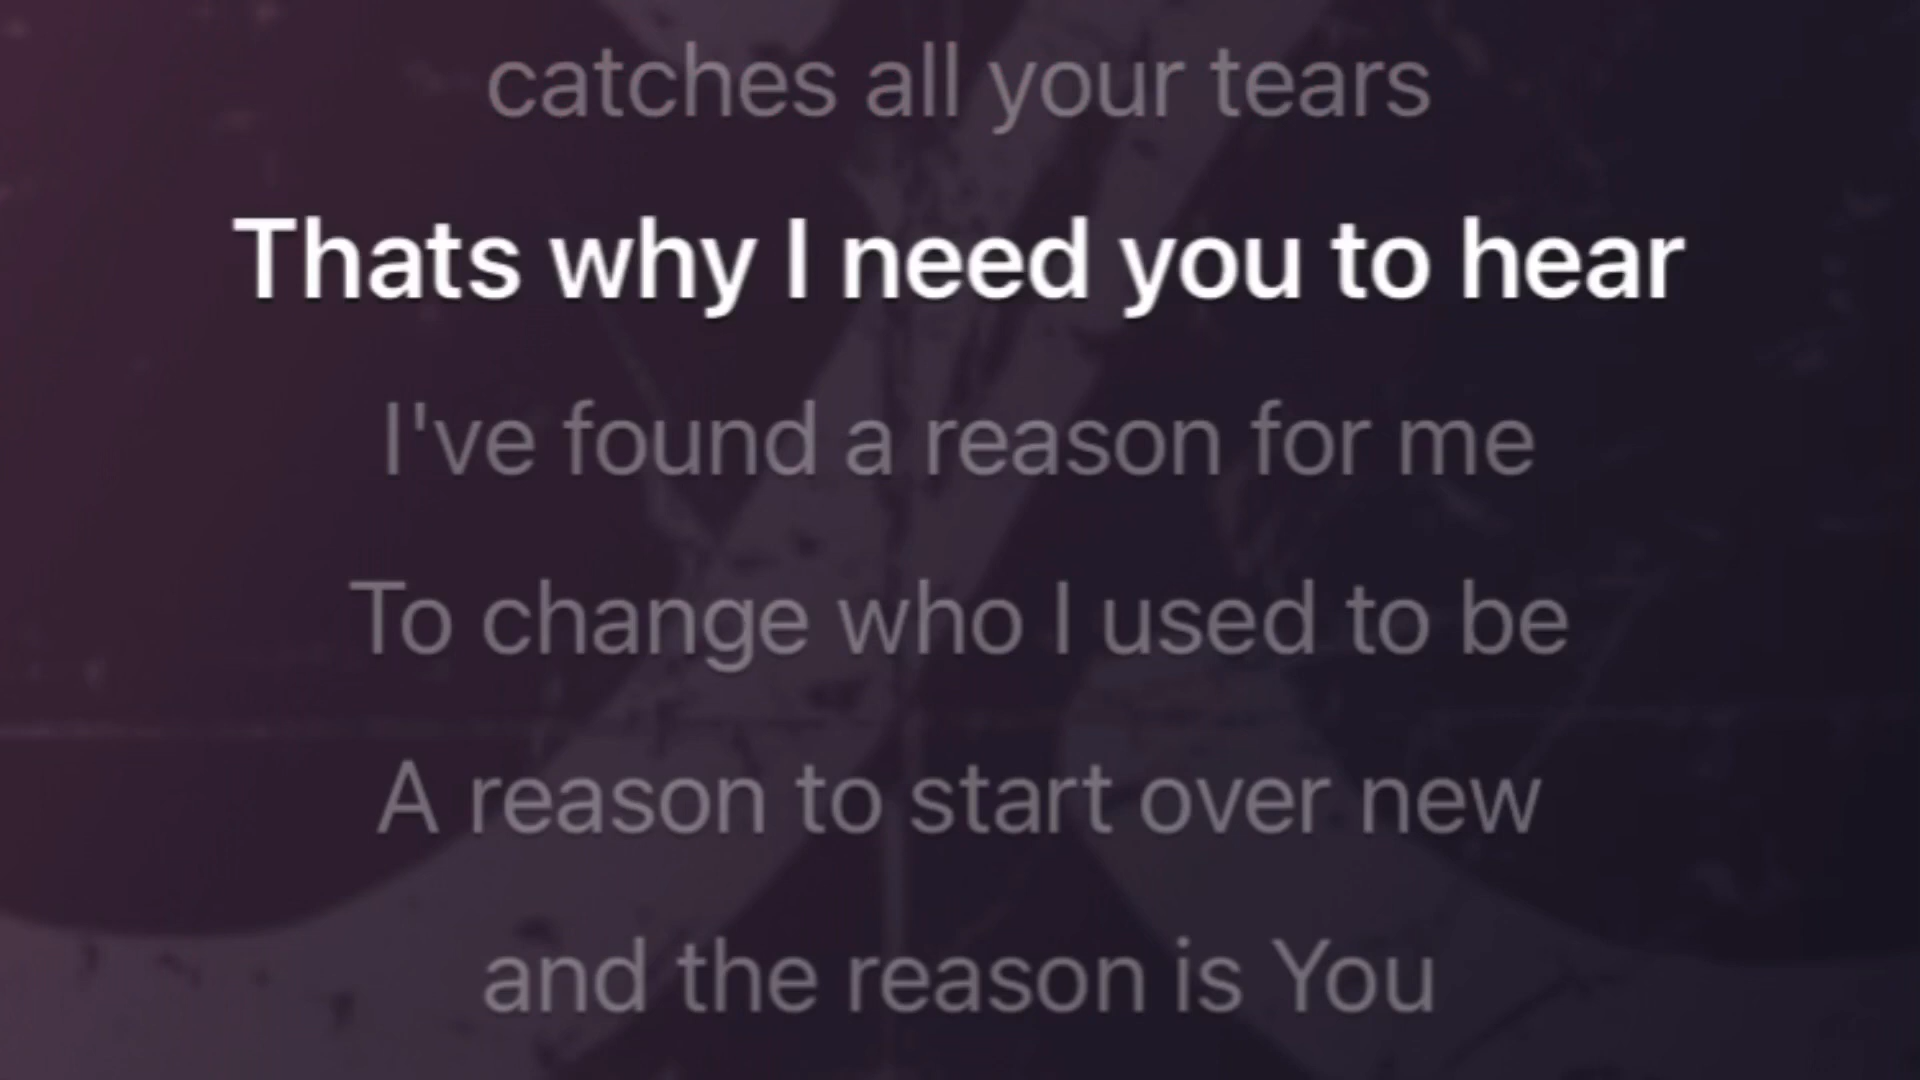 catches all your tears
Thats why I need you to hear
I've found a reason for me
To change who I used to be
A reason to start over new
and the reason is You